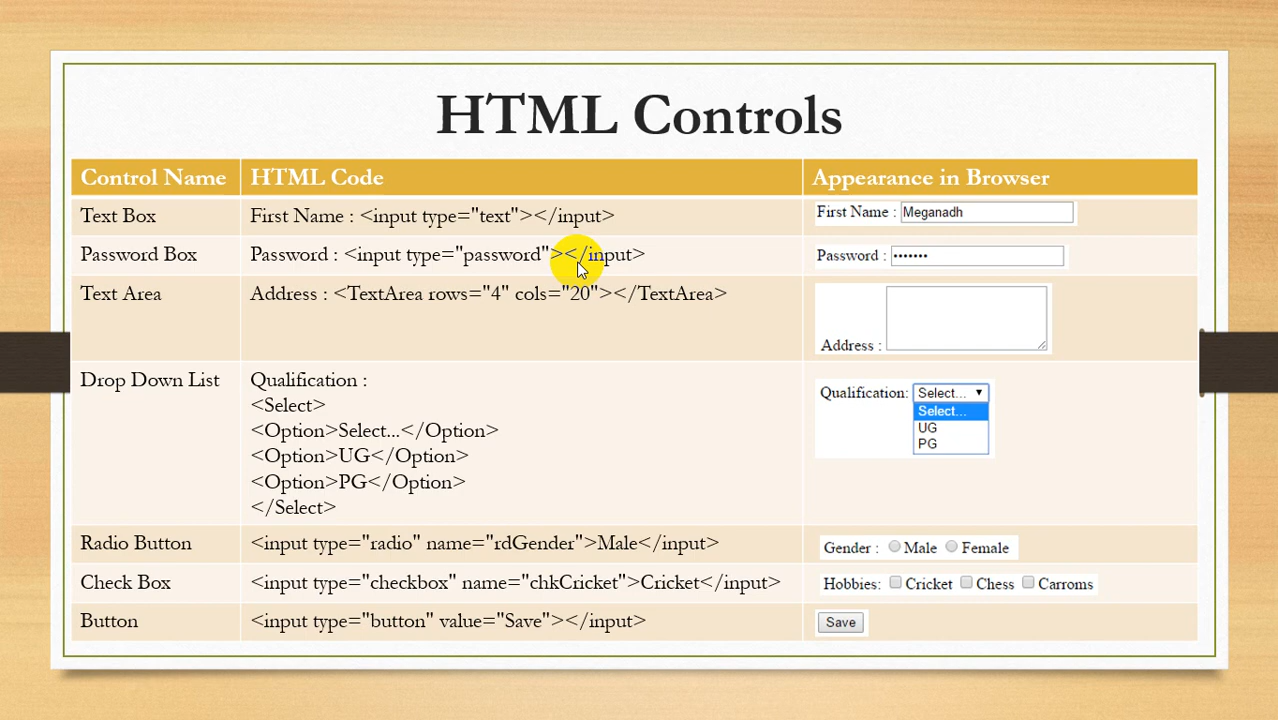 HTML Controls
Control Name HTML Code Appearance in Browser
Text Box First Name : <input type="text"></input> First Name : Meganadh
Password Box Password : <input type="password"></input> Password : •••••••
Text Area Address : <TextArea rows="4" cols="20"></TextArea> Address :
Drop Down List Qualification :
<Select>
<Option>Select...</Option>
<Option>UG</Option>
<Option>PG</Option>
</Select>
Qualification: Select...
Select...
UG
PG
Radio Button <input type="radio" name="rdGender">Male</input> Gender : Male Female
Check Box <input type="checkbox" name="chkCricket">Cricket</input> Hobbies: Cricket Chess Carroms
Button <input type="button" value="Save"></input> Save